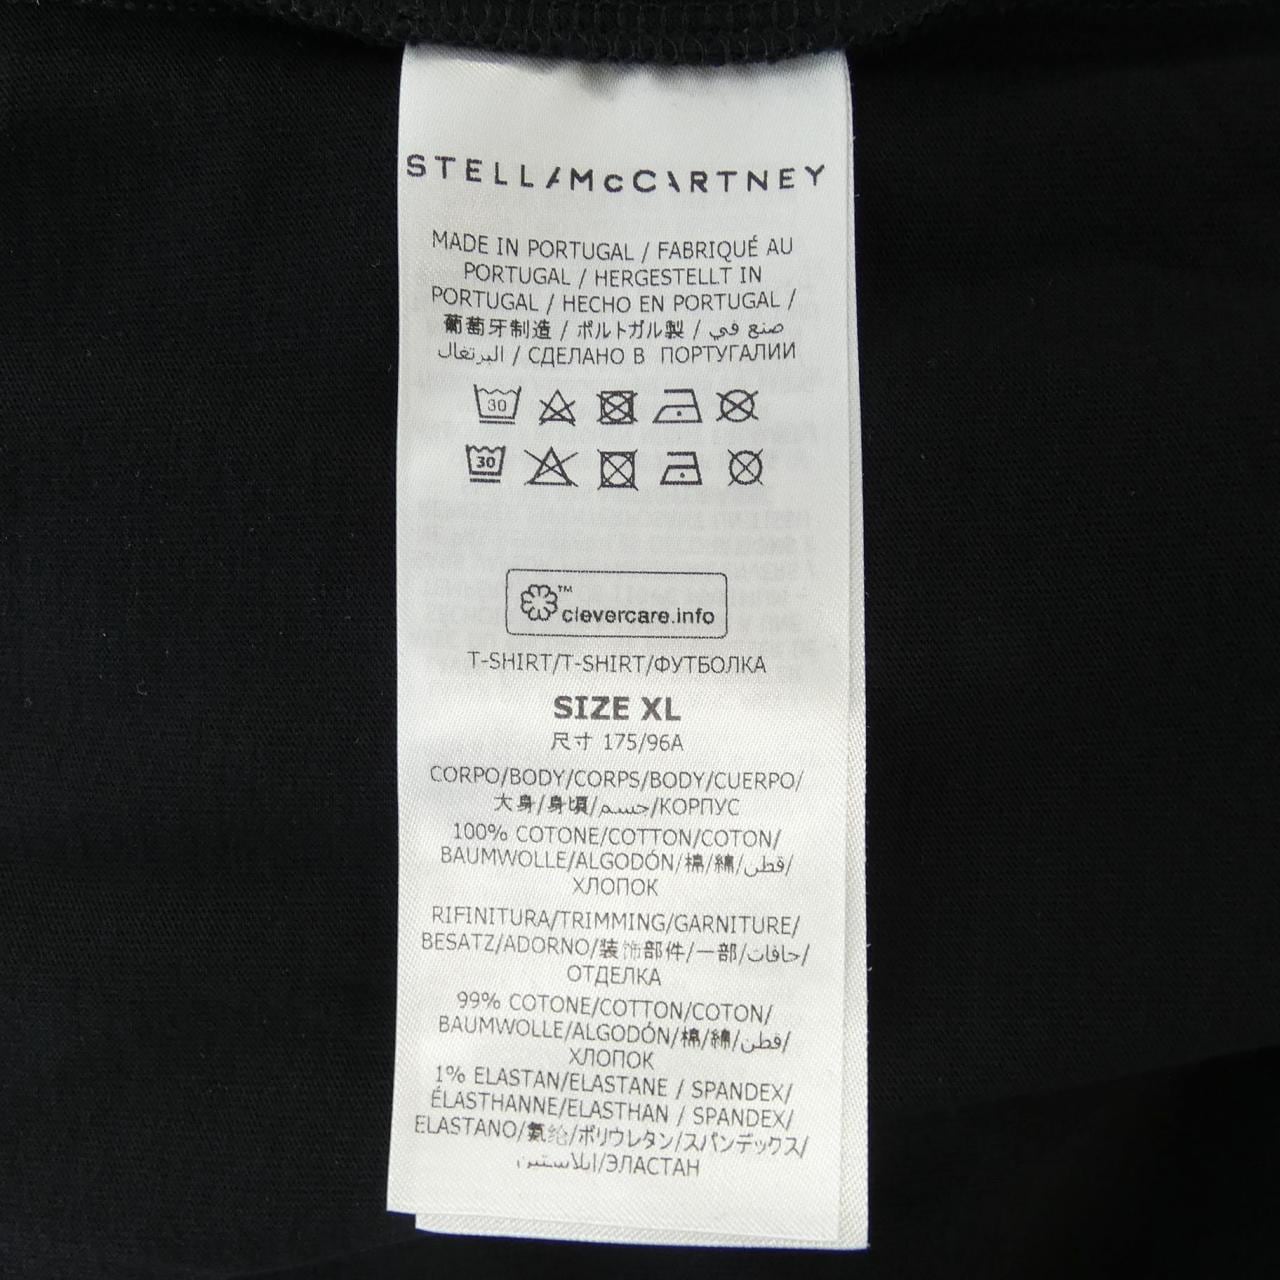 STELLA McCARTNEY
MADE IN PORTUGAL / FABRIQUÉ AU
PORTUGAL / HERGESTELLT IN
PORTUGAL / HECHO EN PORTUGAL /
葡萄牙制造 / ポルトガル製 / صنع في
البرتغال / СДЕЛАНО В ПОРТУГАЛИИ
30
30
™
clevercare.info
T-SHIRT/T-SHIRT/ФУТБОЛКА
SIZE XL
尺寸 175/96A
CORPO/BODY/CORPS/BODY/CUERPO/
大身/身頃/جسم/КОРПУС
100% COTONE/COTTON/COTON/
BAUMWOLLE/ALGODÓN/棉/綿/قطن/
ХЛОПОК
RIFINITURA/TRIMMING/GARNITURE/
BESATZ/ADORNO/装饰部件/一部/حافات/
ОТДЕЛКА
99% COTONE/COTTON/COTON/
BAUMWOLLE/ALGODÓN/棉/綿/قطن/
ХЛОПОК
1% ELASTAN/ELASTANE / SPANDEX/
ÉLASTHANNE/ELASTHAN / SPANDEX/
ELASTANO/氨纶/ポリウレタン/スパンデックス/
ايلاستين/ЭЛАСТАН